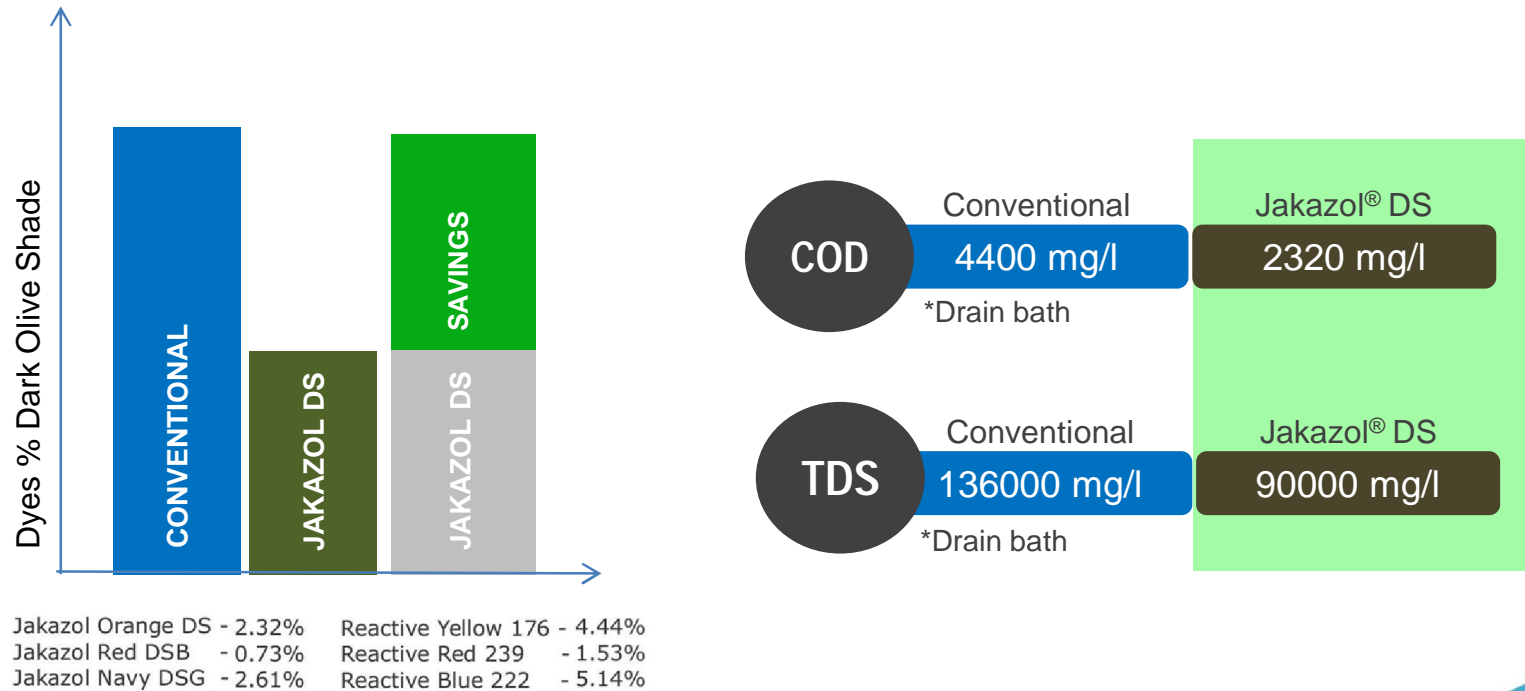 Dyes % Dark Olive Shade
CONVENTIONAL
JAKAZOL DS
SAVINGS
JAKAZOL DS
Jakazol Orange DS - 2.32% Reactive Yellow 176 - 4.44%
Jakazol Red DSB - 0.73% Reactive Red 239 - 1.53%
Jakazol Navy DSG - 2.61% Reactive Blue 222 - 5.14%
Conventional Jakazol® DS
COD 4400 mg/l 2320 mg/l
*Drain bath
Conventional Jakazol® DS
TDS 136000 mg/l 90000 mg/l
*Drain bath